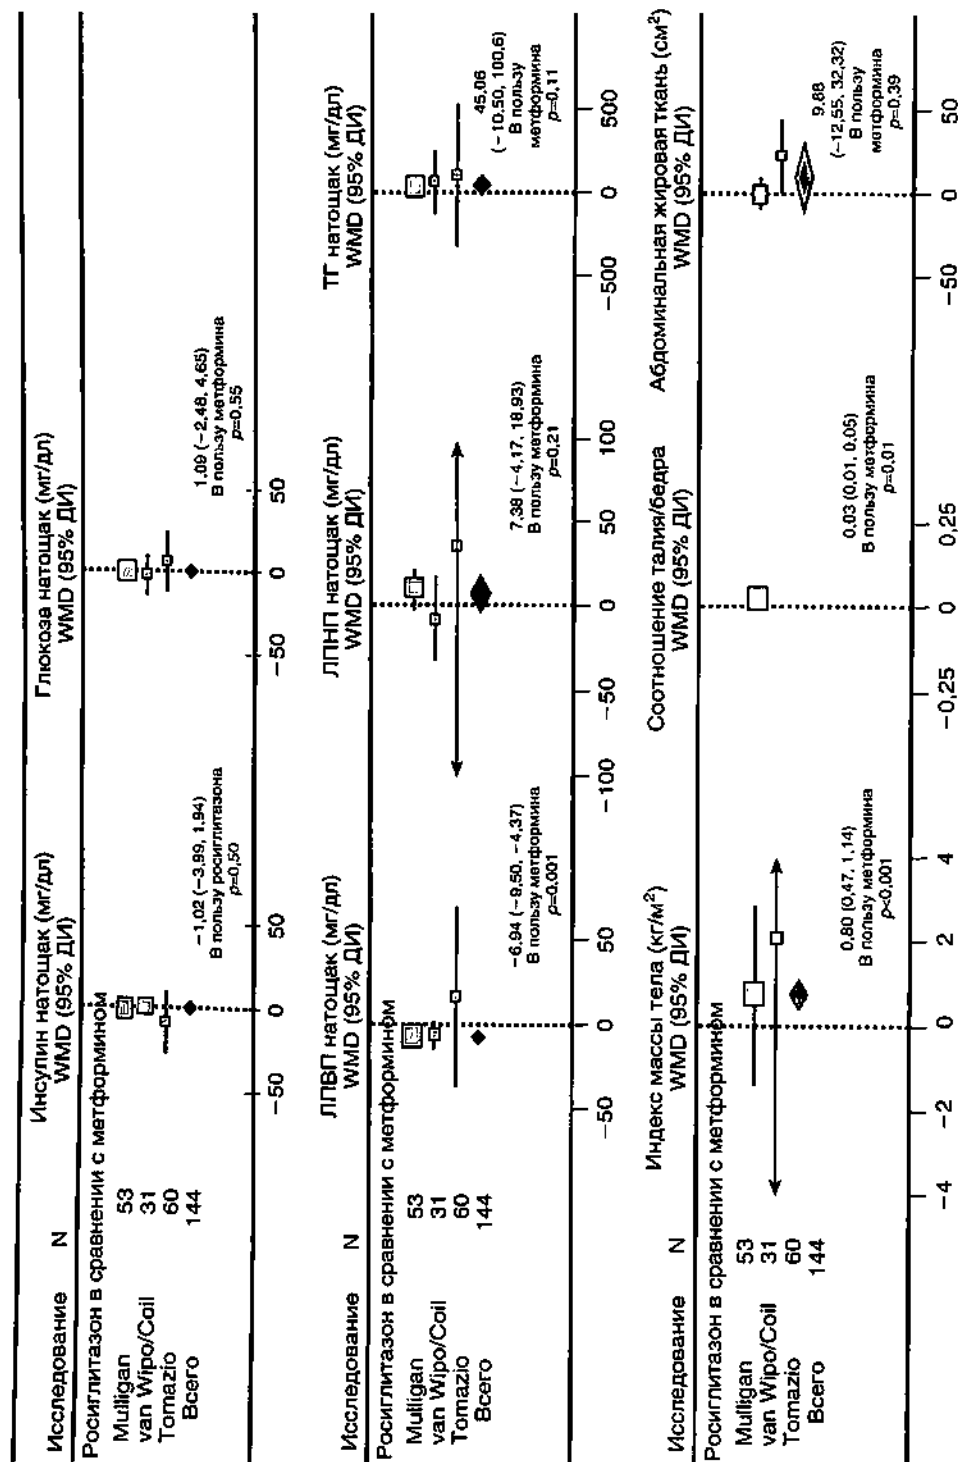 Исследование N Инсулин натощак (мг/дл) Глюкоза натощак (мг/дл)
WMD (95% ДИ) WMD (95% ДИ)
Росиглитазон в сравнении с метформином
Mulligan 53
van Wipo/Coil 31
Tomazio 60
Всего 144
−1,02 (−3,99, 1.94) 1,09 (−2,48, 4,65)
В пользу росиглитазона В пользу метформина
p=0,50 p=0,55
−50 0 50 −50 0 50
Исследование N ЛПВП натощак (мг/дл) ЛПНП натощак (мг/дл) ТГ натощак (мг/дл)
WMD (95% ДИ) WMD (95% ДИ) WMD (95% ДИ)
Росиглитазон в сравнении с метформином
Mulligan 53
van Wipo/Coil 31
Tomazio 60
Всего 144
−6,94 (−9,50, −4,37) 7,38 (−4,17, 18,93) 45,06
(−10,50, 100,6)
В пользу метформина В пользу метформина В пользу
метформина
p=0,001 p=0,21 p=0,11
−50 0 50 −100 −50 0 50 100 −500 0 500
Исследование N Индекс массы тела (кг/м²) Соотношение талия/бедра Абдоминальная жировая ткань (см²)
WMD (95% ДИ) WMD (95% ДИ) WMD (95% ДИ)
Росиглитазон в сравнении с метформином
Mulligan 53
van Wipo/Coil 31
Tomazio 60
Всего 144
0,80 (0,47, 1,14) 0,03 (0,01, 0,05) 9,88
(−12,55, 32,32)
В пользу метформина В пользу метформина В пользу
метформина
p<0,001 p=0,01 p=0,39
−4 −2 0 2 4 −0,25 0 0,25 −50 0 50